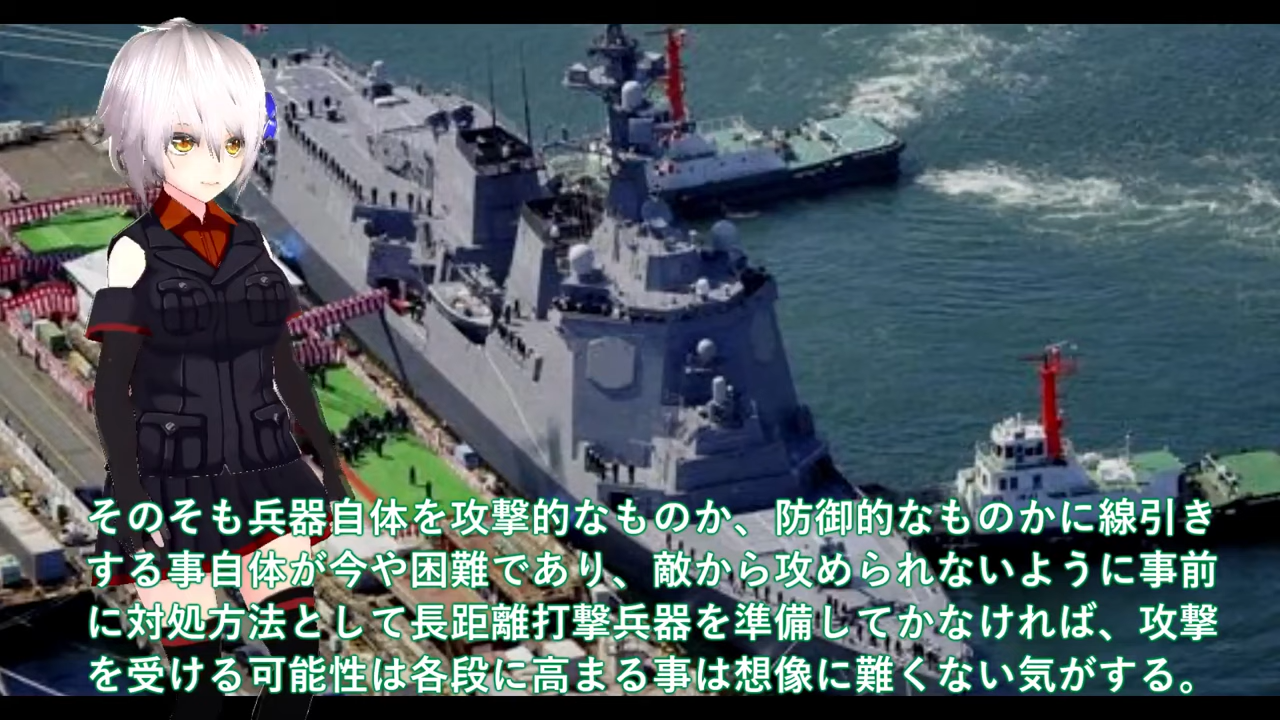 そのそも兵器自体を攻撃的なものか、防御的なものかに線引き
する事自体が今や困難であり、敵から攻められないように事前
に対処方法として長距離打撃兵器を準備してかなければ、攻撃
を受ける可能性は各段に高まる事は想像に難くない気がする。